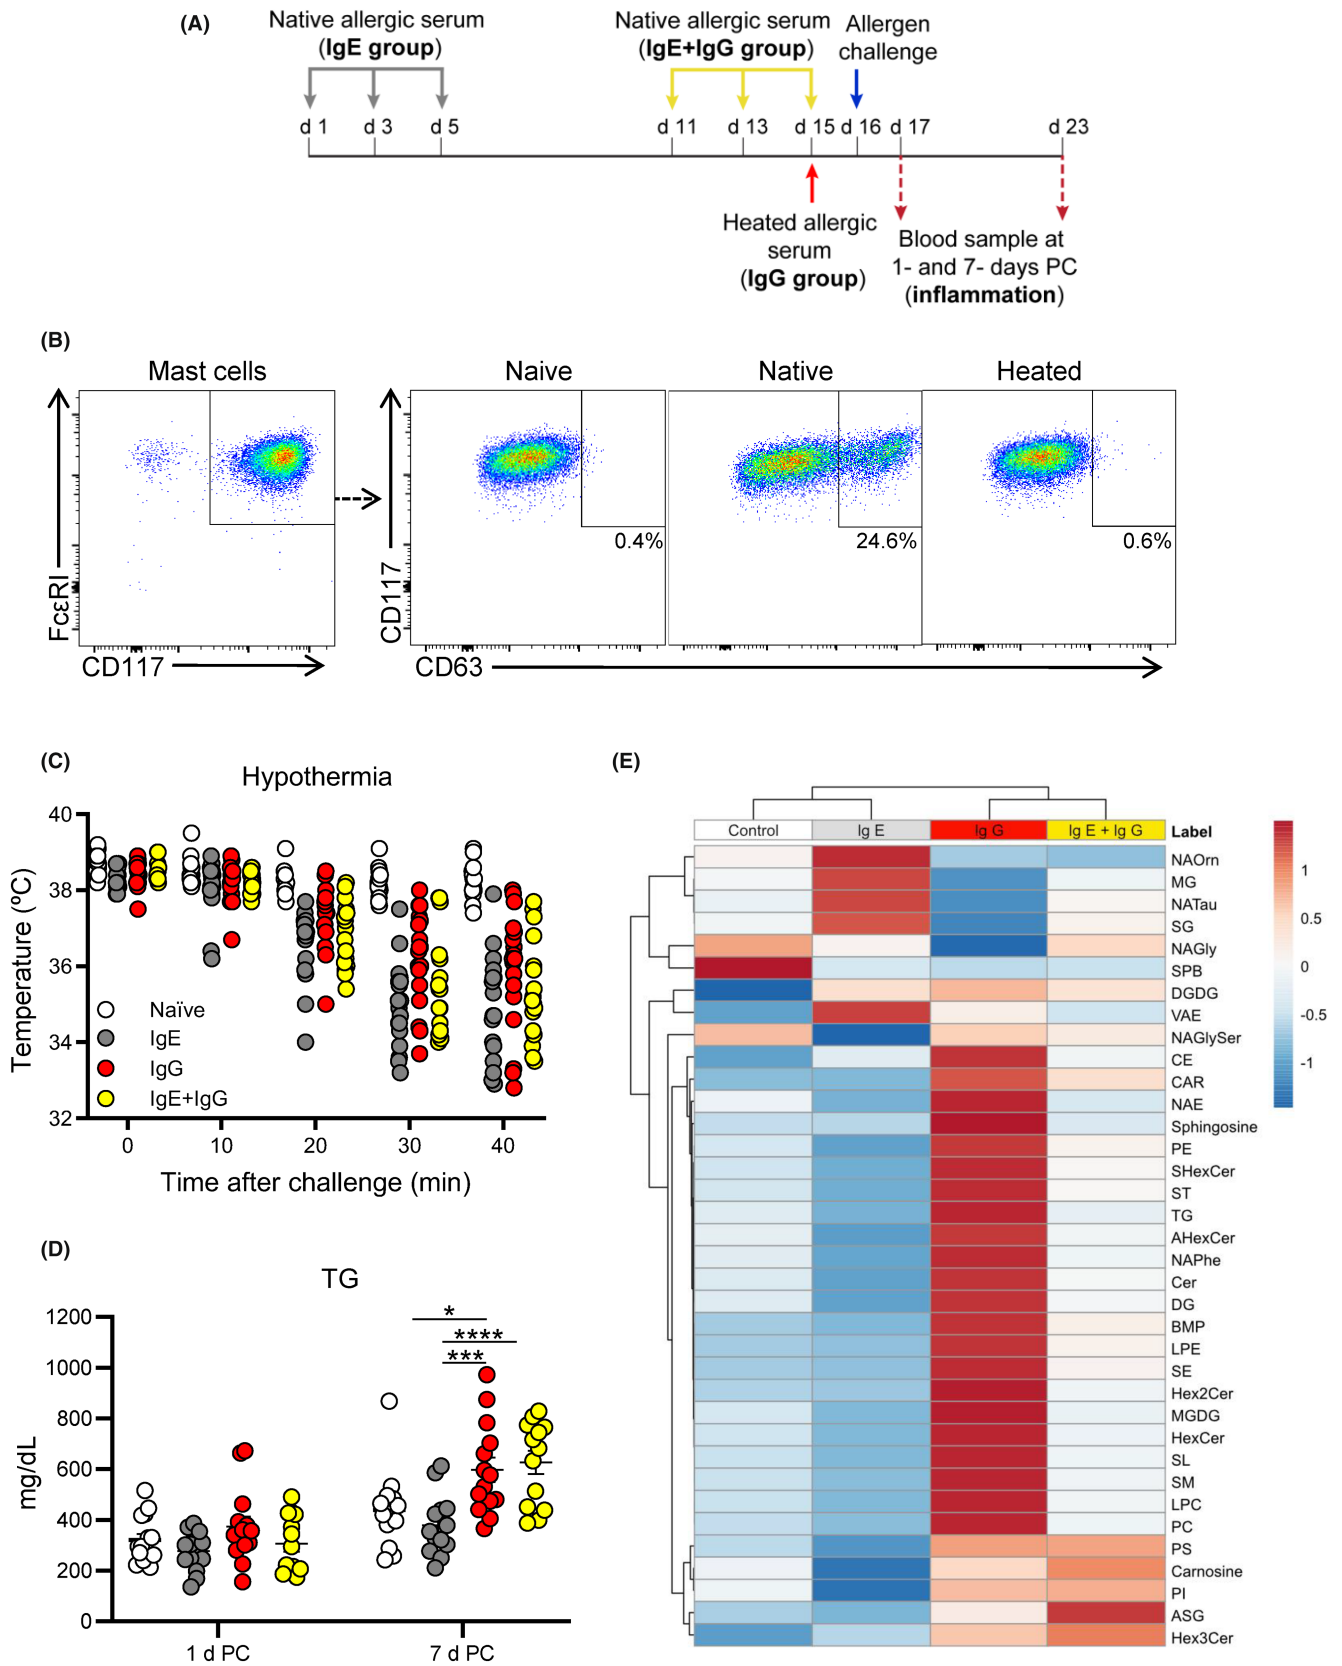 (A)
Native allergic serum
(IgE group)
Native allergic serum
(IgE+IgG group)
Allergen
challenge
d 1 d 3 d 5 d 11 d 13 d 15 d 16 d 17 d 23
Heated allergic
serum
(IgG group)
Blood sample at
1- and 7- days PC
(inflammation)
(B)
Mast cells
Naive
Native
Heated
0.4%
24.6%
0.6%
FcεRI
CD117
CD117
CD63
(C)
Hypothermia
Temperature (ºC)
40
38
36
34
32
Naïve
IgE
IgG
IgE+IgG
0 10 20 30 40
Time after challenge (min)
(D)
TG
mg/dL
1200
1000
800
600
400
200
0
*
****
***
1 d PC
7 d PC
(E)
Control Ig E Ig G Ig E + Ig G Label
NAOrn
MG
NATau
SG
NAGly
SPB
DGDG
VAE
NAGlySer
CE
CAR
NAE
Sphingosine
PE
SHexCer
ST
TG
AHexCer
NAPhe
Cer
DG
BMP
LPE
SE
Hex2Cer
MGDG
HexCer
SL
SM
LPC
PC
PS
Carnosine
PI
ASG
Hex3Cer
1
0.5
0
-0.5
-1